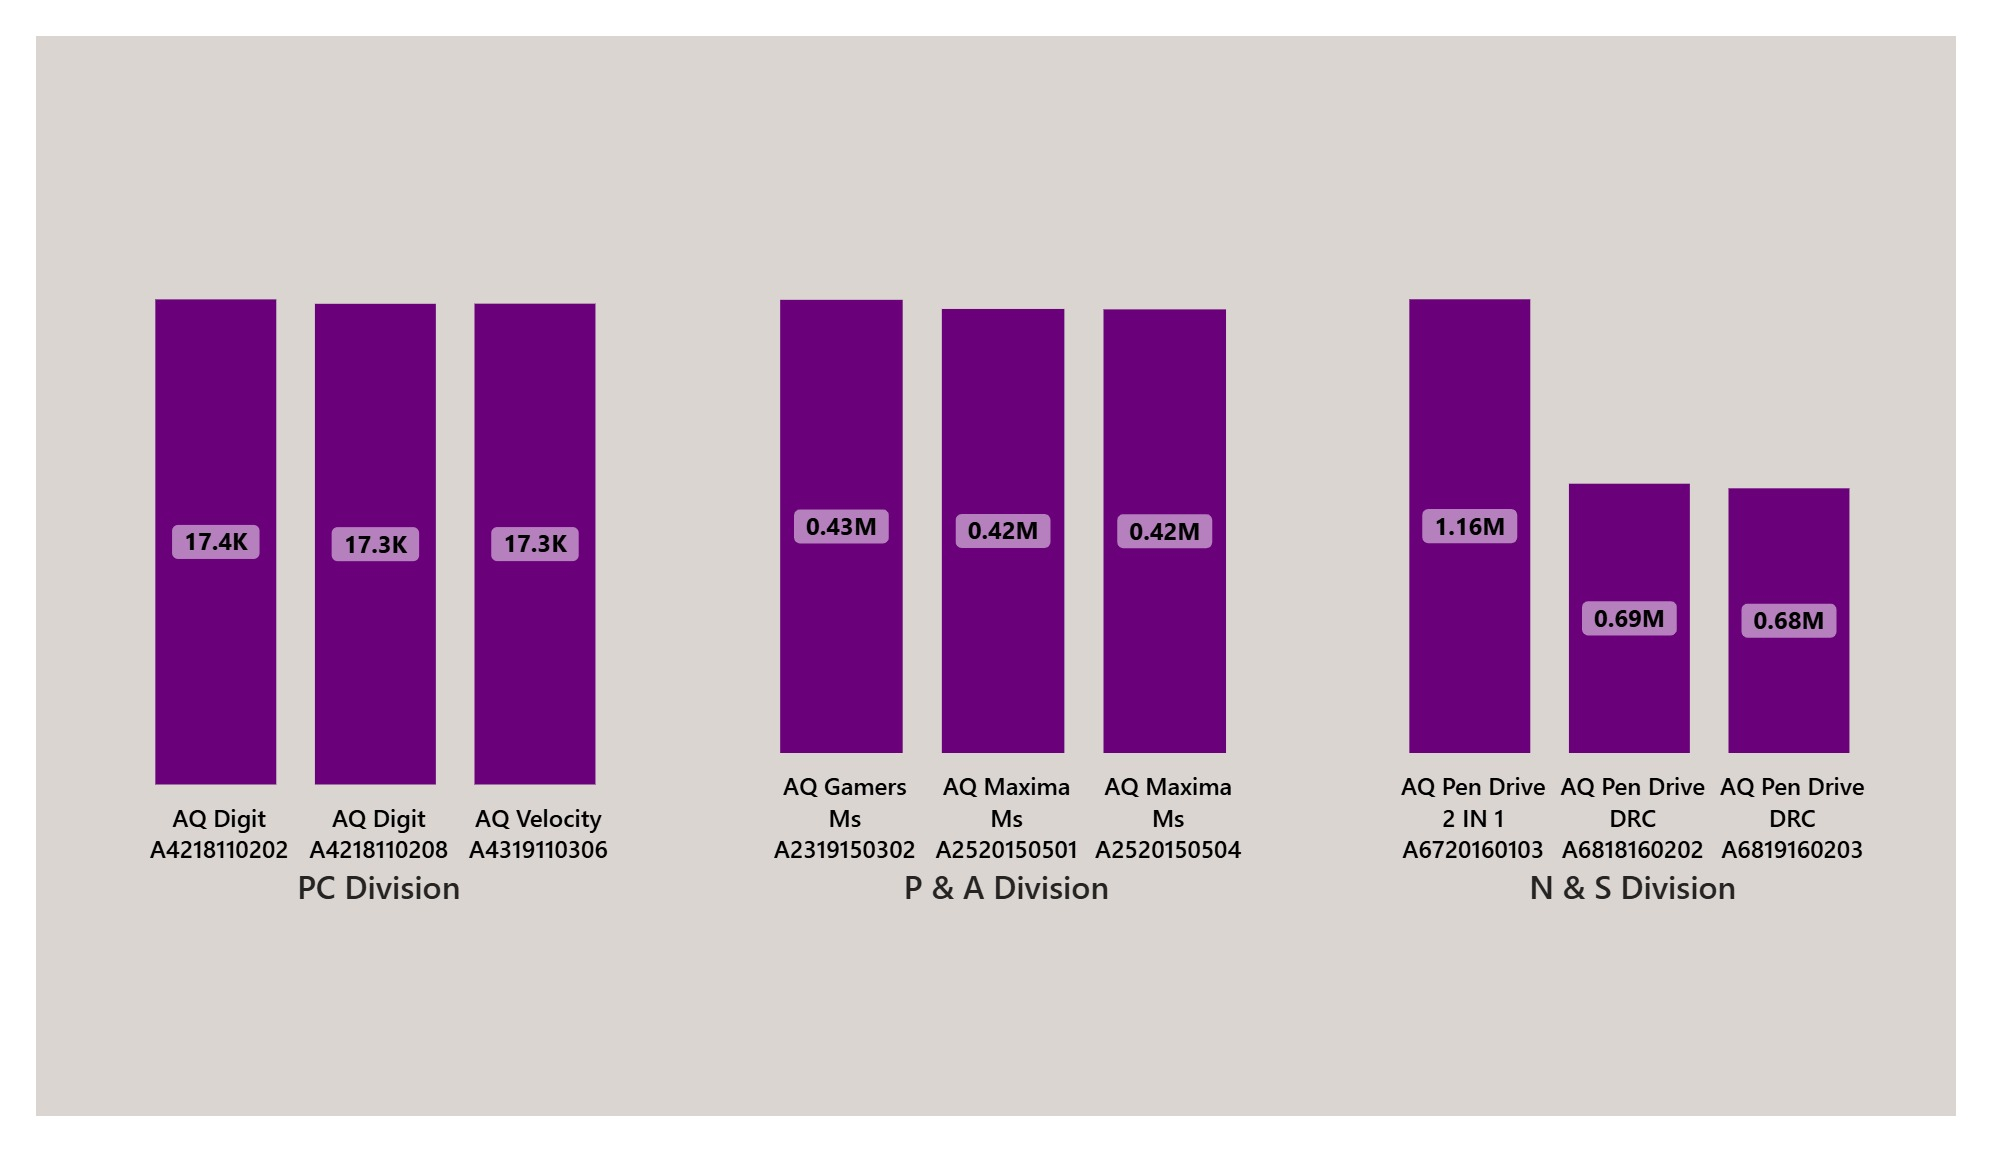 17.4K
17.3K
17.3K
AQ Digit
A4218110202
AQ Digit
A4218110208
AQ Velocity
A4319110306
PC Division
0.43M
0.42M
0.42M
AQ Gamers
Ms
A2319150302
AQ Maxima
Ms
A2520150501
AQ Maxima
Ms
A2520150504
P & A Division
1.16M
0.69M
0.68M
AQ Pen Drive
2 IN 1
A6720160103
AQ Pen Drive
DRC
A6818160202
AQ Pen Drive
DRC
A6819160203
N & S Division